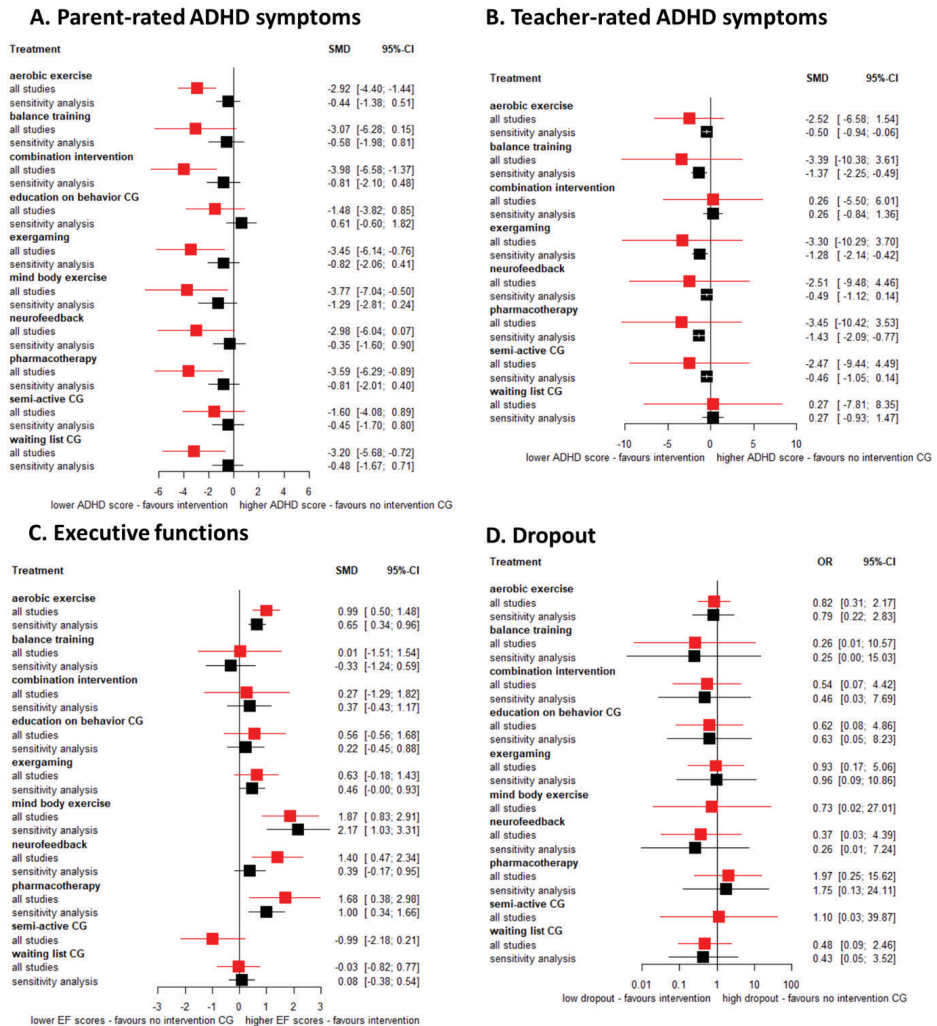 A. Parent-rated ADHD symptoms
Treatment SMD 95%-CI
aerobic exercise
all studies -2.92 [-4.40; -1.44]
sensitivity analysis -0.44 [-1.38; 0.51]
balance training
all studies -3.07 [-6.28; 0.15]
sensitivity analysis -0.58 [-1.98; 0.81]
combination intervention
all studies -3.98 [-6.58; -1.37]
sensitivity analysis -0.81 [-2.10; 0.48]
education on behavior CG
all studies -1.48 [-3.82; 0.85]
sensitivity analysis 0.61 [-0.60; 1.82]
exergaming
all studies -3.45 [-6.14; -0.76]
sensitivity analysis -0.82 [-2.06; 0.41]
mind body exercise
all studies -3.77 [-7.04; -0.50]
sensitivity analysis -1.29 [-2.81; 0.24]
neurofeedback
all studies -2.98 [-6.04; 0.07]
sensitivity analysis -0.35 [-1.60; 0.90]
pharmacotherapy
all studies -3.59 [-6.29; -0.89]
sensitivity analysis -0.81 [-2.01; 0.40]
semi-active CG
all studies -1.60 [-4.08; 0.89]
sensitivity analysis -0.45 [-1.70; 0.80]
waiting list CG
all studies -3.20 [-5.68; -0.72]
sensitivity analysis -0.48 [-1.67; 0.71]
-6 -4 -2 0 2 4 6
lower ADHD score - favours intervention higher ADHD score - favours no intervention CG
B. Teacher-rated ADHD symptoms
Treatment SMD 95%-CI
aerobic exercise
all studies -2.52 [ -6.58; 1.54]
sensitivity analysis -0.50 [ -0.94; -0.06]
balance training
all studies -3.39 [-10.38; 3.61]
sensitivity analysis -1.37 [ -2.25; -0.49]
combination intervention
all studies 0.26 [ -5.50; 6.01]
sensitivity analysis 0.26 [ -0.84; 1.36]
exergaming
all studies -3.30 [-10.29; 3.70]
sensitivity analysis -1.28 [ -2.14; -0.42]
neurofeedback
all studies -2.51 [ -9.48; 4.46]
sensitivity analysis -0.49 [ -1.12; 0.14]
pharmacotherapy
all studies -3.45 [-10.42; 3.53]
sensitivity analysis -1.43 [ -2.09; -0.77]
semi-active CG
all studies -2.47 [ -9.44; 4.49]
sensitivity analysis -0.46 [ -1.05; 0.14]
waiting list CG
all studies 0.27 [ -7.81; 8.35]
sensitivity analysis 0.27 [ -0.93; 1.47]
-10 -5 0 5 10
lower ADHD score - favours intervention higher ADHD score - favours no intervention CG
C. Executive functions
Treatment SMD 95%-CI
aerobic exercise
all studies 0.99 [ 0.50; 1.48]
sensitivity analysis 0.65 [ 0.34; 0.96]
balance training
all studies 0.01 [-1.51; 1.54]
sensitivity analysis -0.33 [-1.24; 0.59]
combination intervention
all studies 0.27 [-1.29; 1.82]
sensitivity analysis 0.37 [-0.43; 1.17]
education on behavior CG
all studies 0.56 [-0.56; 1.68]
sensitivity analysis 0.22 [-0.45; 0.88]
exergaming
all studies 0.63 [-0.18; 1.43]
sensitivity analysis 0.46 [-0.00; 0.93]
mind body exercise
all studies 1.87 [ 0.83; 2.91]
sensitivity analysis 2.17 [ 1.03; 3.31]
neurofeedback
all studies 1.40 [ 0.47; 2.34]
sensitivity analysis 0.39 [-0.17; 0.95]
pharmacotherapy
all studies 1.68 [ 0.38; 2.98]
sensitivity analysis 1.00 [ 0.34; 1.66]
semi-active CG
all studies -0.99 [-2.18; 0.21]
waiting list CG
all studies -0.03 [-0.82; 0.77]
sensitivity analysis 0.08 [-0.38; 0.54]
-3 -2 -1 0 1 2 3
lower EF scores - favours no intervention CG higher EF scores - favours intervention
D. Dropout
Treatment OR 95%-CI
aerobic exercise
all studies 0.82 [0.31; 2.17]
sensitivity analysis 0.79 [0.22; 2.83]
balance training
all studies 0.26 [0.01; 10.57]
sensitivity analysis 0.25 [0.00; 15.03]
combination intervention
all studies 0.54 [0.07; 4.42]
sensitivity analysis 0.46 [0.03; 7.69]
education on behavior CG
all studies 0.62 [0.08; 4.86]
sensitivity analysis 0.63 [0.05; 8.23]
exergaming
all studies 0.93 [0.17; 5.06]
sensitivity analysis 0.96 [0.09; 10.86]
mind body exercise
all studies 0.73 [0.02; 27.01]
neurofeedback
all studies 0.37 [0.03; 4.39]
sensitivity analysis 0.26 [0.01; 7.24]
pharmacotherapy
all studies 1.97 [0.25; 15.62]
sensitivity analysis 1.75 [0.13; 24.11]
semi-active CG
all studies 1.10 [0.03; 39.87]
waiting list CG
all studies 0.48 [0.09; 2.46]
sensitivity analysis 0.43 [0.05; 3.52]
0.01 0.1 1 10 100
low dropout - favours intervention high dropout - favours no intervention CG